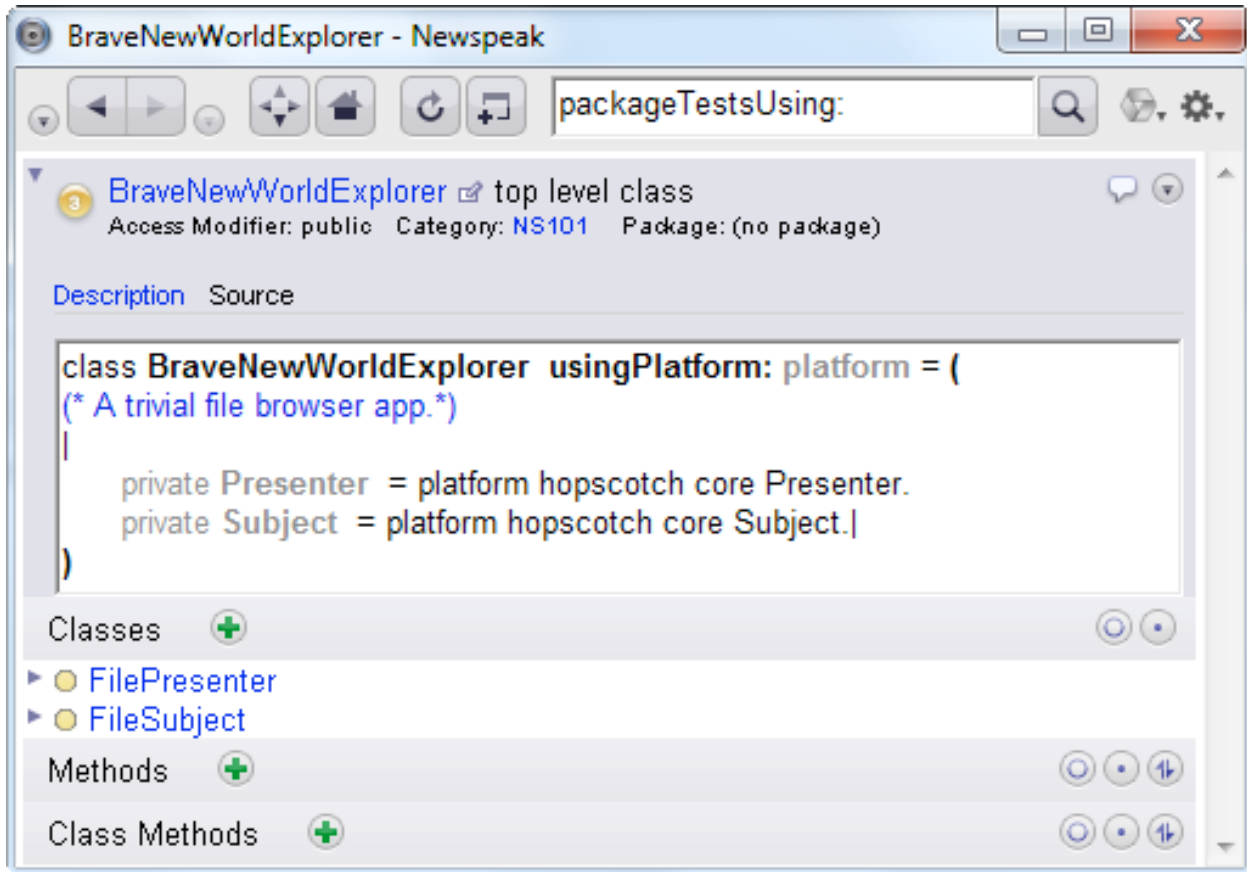 BraveNewWorldExplorer - Newspeak
packageTestsUsing:
3
BraveNewWorldExplorer top level class
Access Modifier: public Category: NS101 Package: (no package)
Description Source
class BraveNewWorldExplorer usingPlatform: platform = (
(* A trivial file browser app.*)
|
private Presenter = platform hopscotch core Presenter.
private Subject = platform hopscotch core Subject.|
)
Classes
FilePresenter
FileSubject
Methods
Class Methods